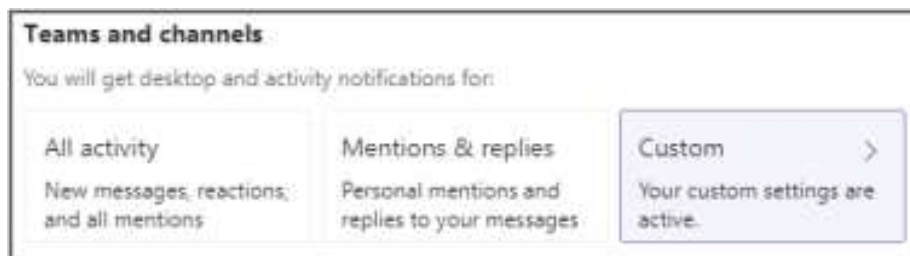 Teams and channels
You will get desktop and activity notifications for:
All activity
New messages, reactions,
and all mentions
Mentions & replies
Personal mentions and
replies to your messages
Custom
Your custom settings are
active.